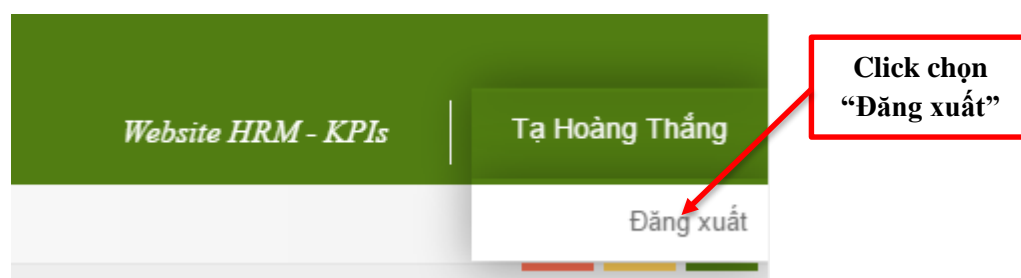 Website HRM - KPIs
Tạ Hoàng Thắng
Đăng xuất
Click chọn
“Đăng xuất”